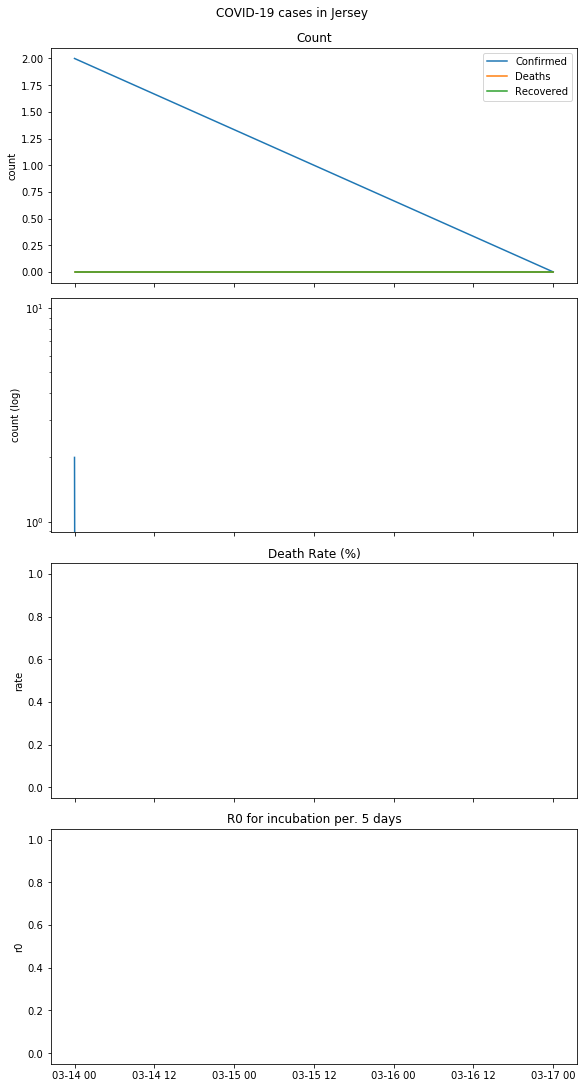 COVID-19 cases in Jersey
Count
Confirmed
Deaths
Recovered
2.00
1.75
1.50
1.25
1.00
0.75
0.50
0.25
0.00
count
10¹
10⁰
count (log)
Death Rate (%)
1.0
0.8
0.6
0.4
0.2
0.0
rate
R0 for incubation per. 5 days
1.0
0.8
0.6
0.4
0.2
0.0
r0
03-14 00 03-14 12 03-15 00 03-15 12 03-16 00 03-16 12 03-17 00